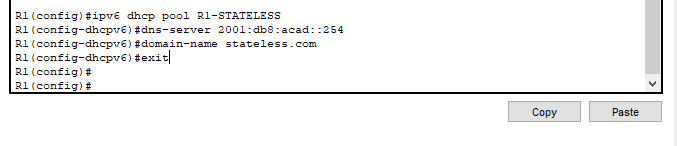 R1(config)#ipv6 dhcp pool R1-STATELESS
R1(config-dhcpv6)#dns-server 2001:db8:acad::254
R1(config-dhcpv6)#domain-name stateless.com
R1(config-dhcpv6)#exit
R1(config)#
R1(config)#
Copy Paste